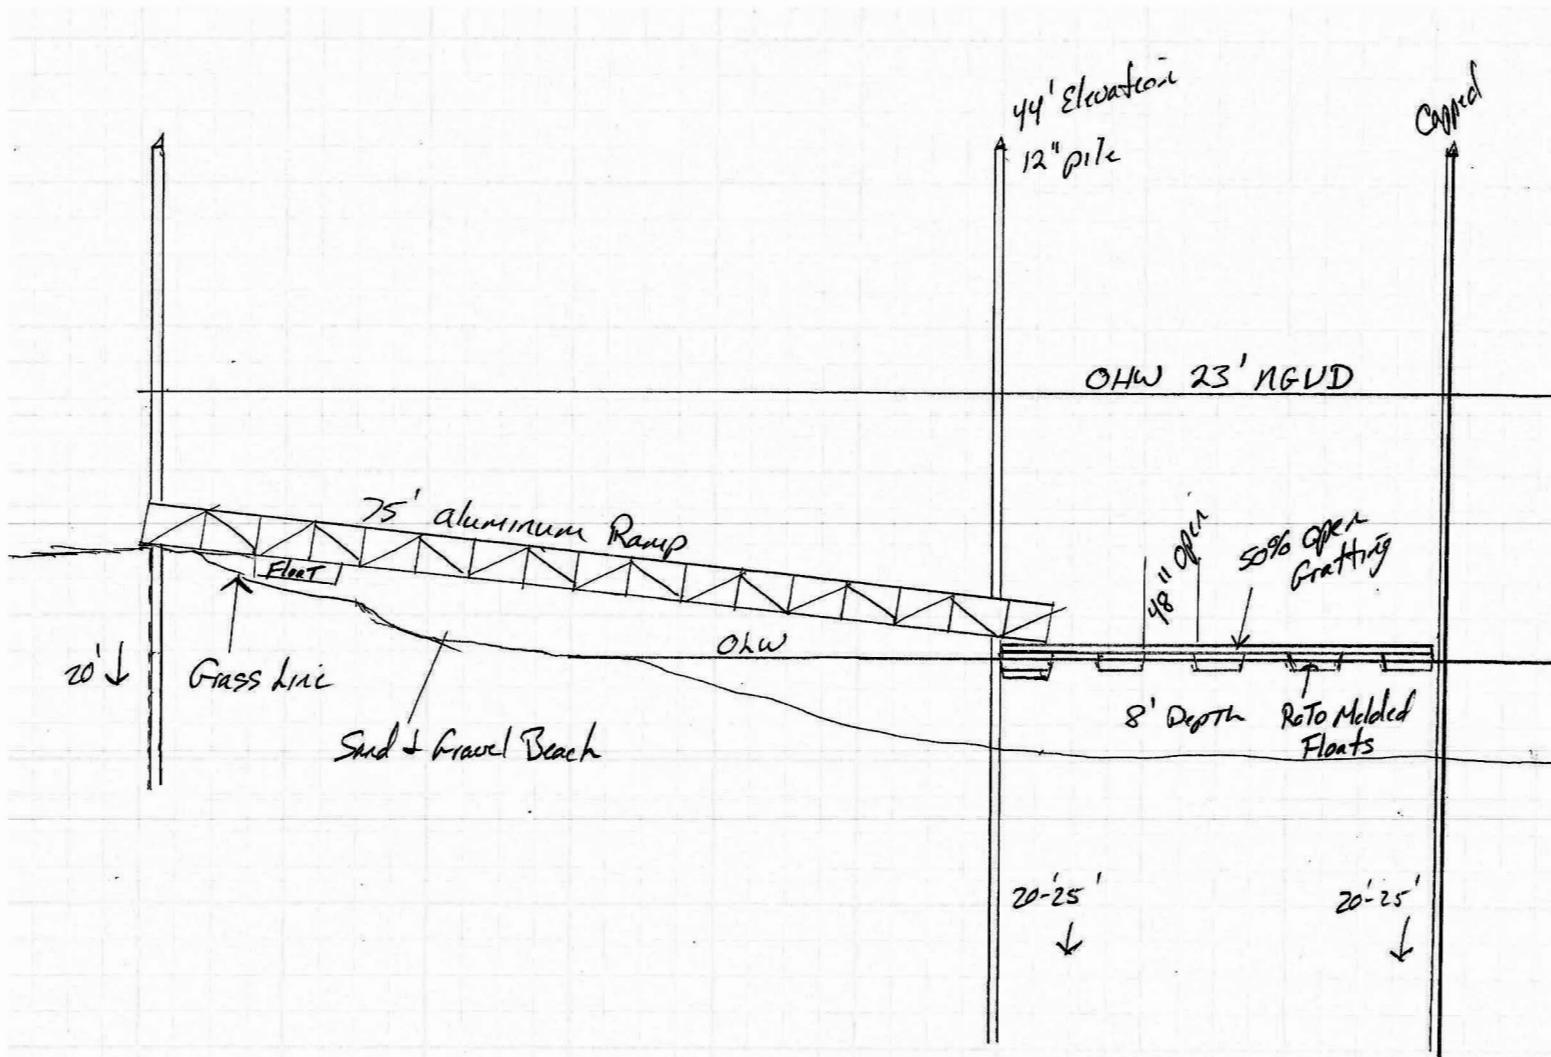 44' Elevation
12" pile
Capped
OHW 23' NGVD
75' aluminum Ramp
48" open
50% open
Gratting
Float
OLW
20'
Grass Line
Sand + Gravel Beach
8' Depth
RoTo Molded
Floats
20-25'
20-25'